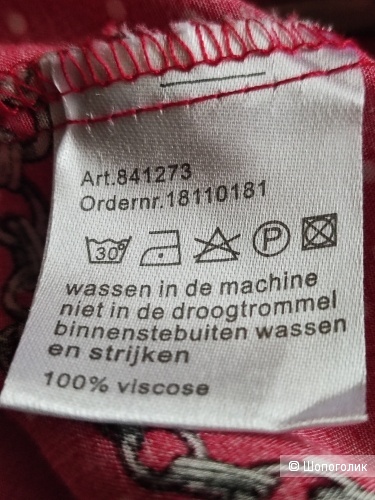 Art.841273
Ordernr.18110181
30°
P
wassen in de machine
niet in de droogtrommel
binnenstebuiten wassen
en strijken
100% viscose
© Шопоголик